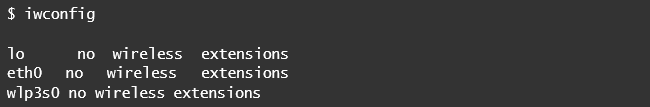 $ iwconfig
lo no wireless extensions
eth0 no wireless extensions
wlp3s0 no wireless extensions